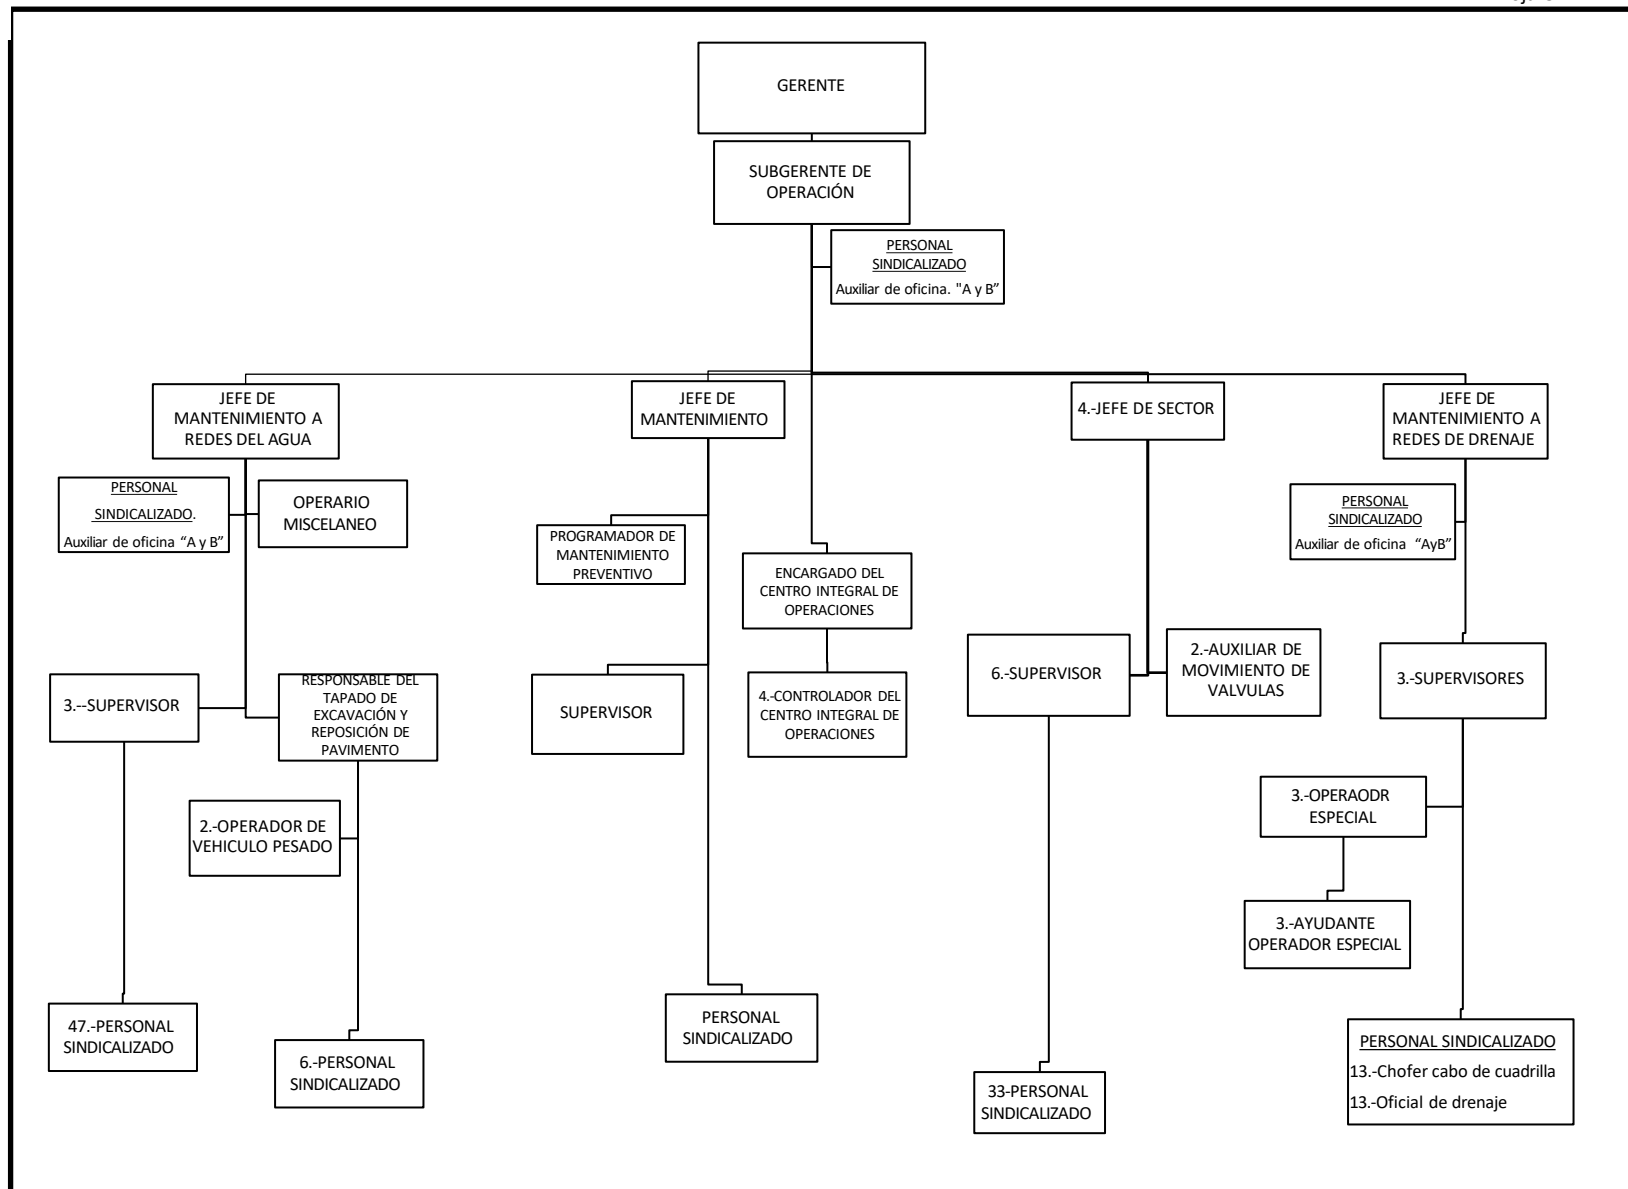 GERENTE
SUBGERENTE DE
OPERACIÓN
PERSONAL
SINDICALIZADO
Auxiliar de oficina. "A y B”
JEFE DE
MANTENIMIENTO A
REDES DEL AGUA
JEFE DE
MANTENIMIENTO
4.-JEFE DE SECTOR
JEFE DE
MANTENIMIENTO A
REDES DE DRENAJE
PERSONAL
SINDICALIZADO.
Auxiliar de oficina “A y B”
OPERARIO
MISCELANEO
PROGRAMADOR DE
MANTENIMIENTO
PREVENTIVO
ENCARGADO DEL
CENTRO INTEGRAL DE
OPERACIONES
PERSONAL
SINDICALIZADO
Auxiliar de oficina “AyB”
3.--SUPERVISOR
RESPONSABLE DEL
TAPADO DE
EXCAVACIÓN Y
REPOSICIÓN DE
PAVIMENTO
SUPERVISOR
4.-CONTROLADOR DEL
CENTRO INTEGRAL DE
OPERACIONES
6.-SUPERVISOR
2.-AUXILIAR DE
MOVIMIENTO DE
VALVULAS
3.-SUPERVISORES
2.-OPERADOR DE
VEHICULO PESADO
3.-OPERAODR
ESPECIAL
3.-AYUDANTE
OPERADOR ESPECIAL
47.-PERSONAL
SINDICALIZADO
6.-PERSONAL
SINDICALIZADO
PERSONAL
SINDICALIZADO
33-PERSONAL
SINDICALIZADO
PERSONAL SINDICALIZADO
13.-Chofer cabo de cuadrilla
13.-Oficial de drenaje